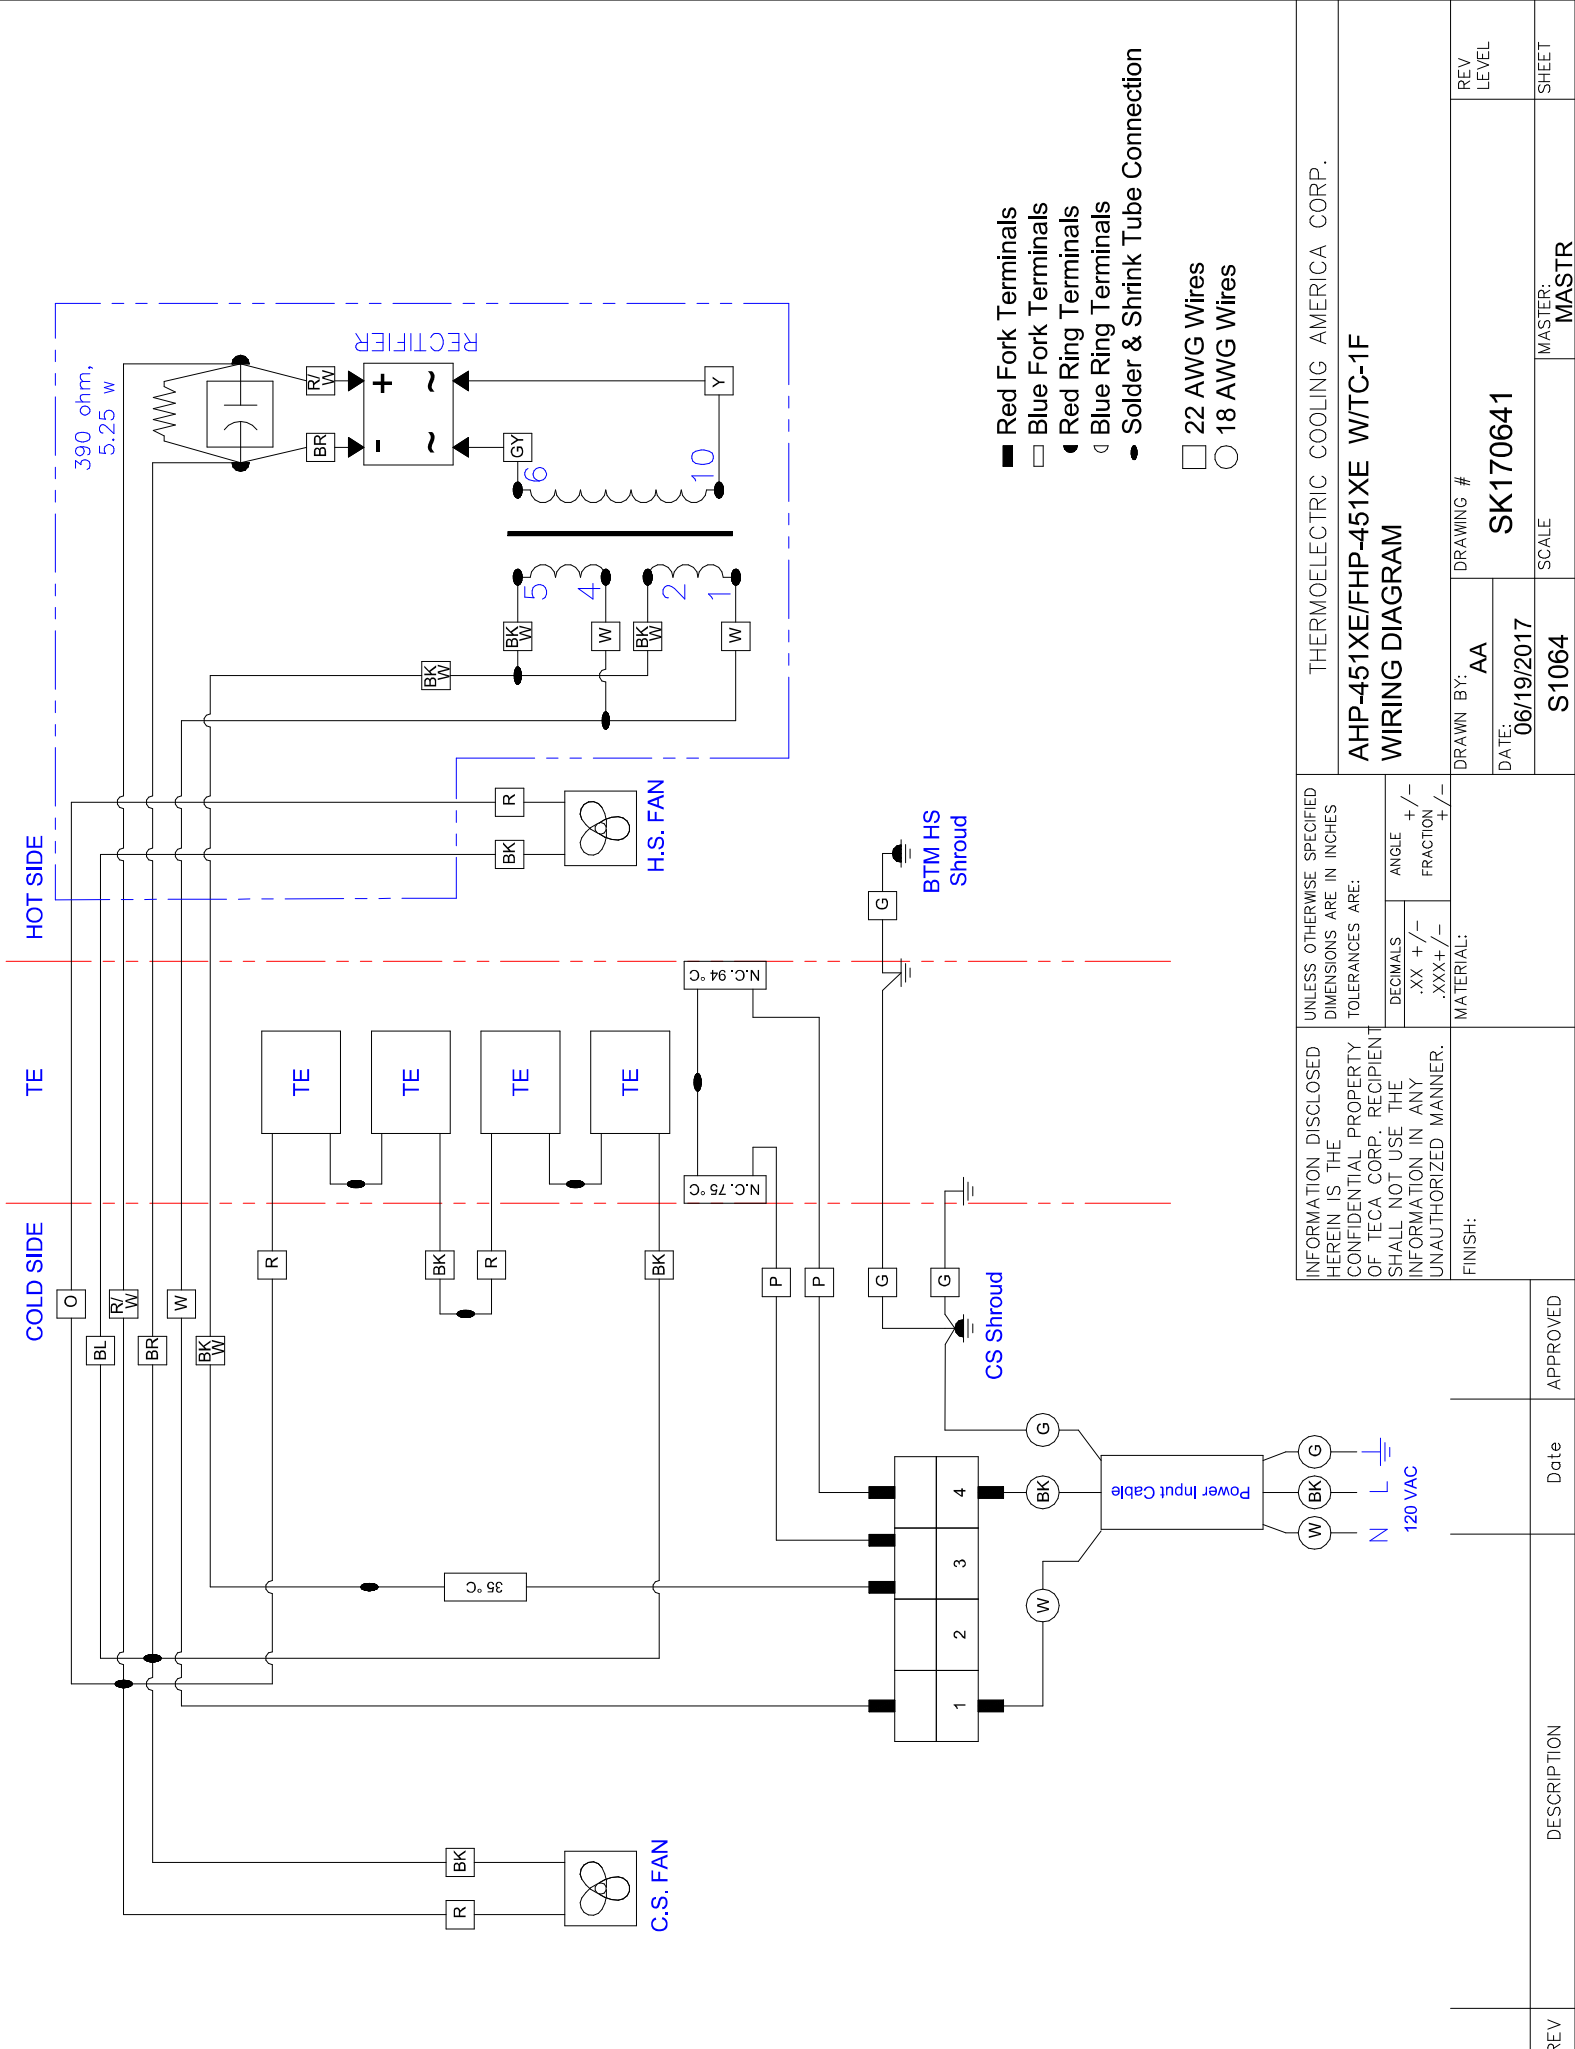 COLD SIDE
TE
HOT SIDE
O
BL
R/W
BR
W
BK/W
390 ohm,
5.25 w
RECTIFIER
R/W
BR
+
-
~
~
GY
Y
6
10
5
4
2
1
BK/W
BK/W
W
BK/W
W
R
BK
H.S. FAN
TE
TE
TE
TE
R
BK
R
BK
N.C. 75 °C
N.C. 94 °C
P
P
35 °C
R
BK
C.S. FAN
G
BTM HS
Shroud
G
G
CS Shroud
1
2
3
4
W
BK
G
Power Input Cable
W
BK
G
N
L
120 VAC
Red Fork Terminals
Blue Fork Terminals
Red Ring Terminals
Blue Ring Terminals
Solder & Shrink Tube Connection
22 AWG Wires
18 AWG Wires
INFORMATION DISCLOSED
HEREIN IS THE
CONFIDENTIAL PROPERTY
OF TECA CORP. RECIPIENT
SHALL NOT USE THE
INFORMATION IN ANY
UNAUTHORIZED MANNER.
FINISH:
UNLESS OTHERWISE SPECIFIED
DIMENSIONS ARE IN INCHES
TOLERANCES ARE:
DECIMALS
.XX +/-
.XXX+/-
ANGLE
+/-
FRACTION
+/-
MATERIAL:
THERMOELECTRIC COOLING AMERICA CORP.
AHP-451XE/FHP-451XE W/TC-1F
WIRING DIAGRAM
DRAWN BY:
AA
DATE:
06/19/2017
S1064
DRAWING #
SK170641
SCALE
MASTER:
MASTR
REV
LEVEL
SHEET
REV
DESCRIPTION
Date
APPROVED